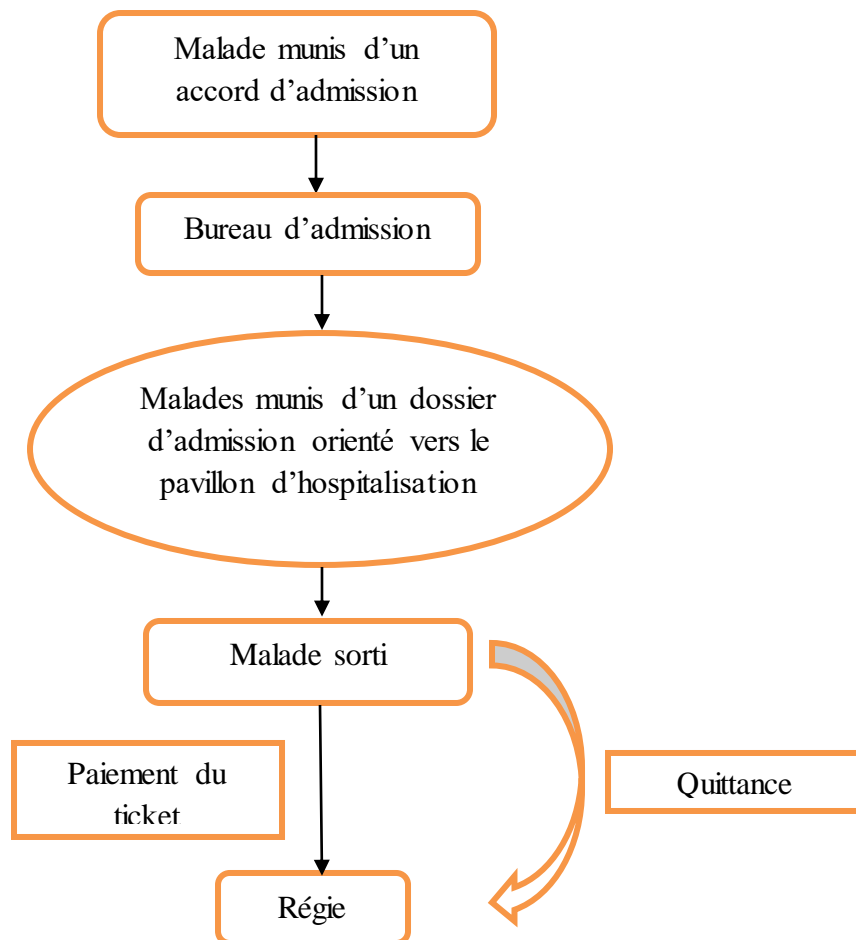 Malade munis d’un
accord d’admission
Bureau d’admission
Malades munis d’un dossier
d’admission orienté vers le
pavillon d’hospitalisation
Malade sorti
Paiement du
ticket
Quittance
Régie